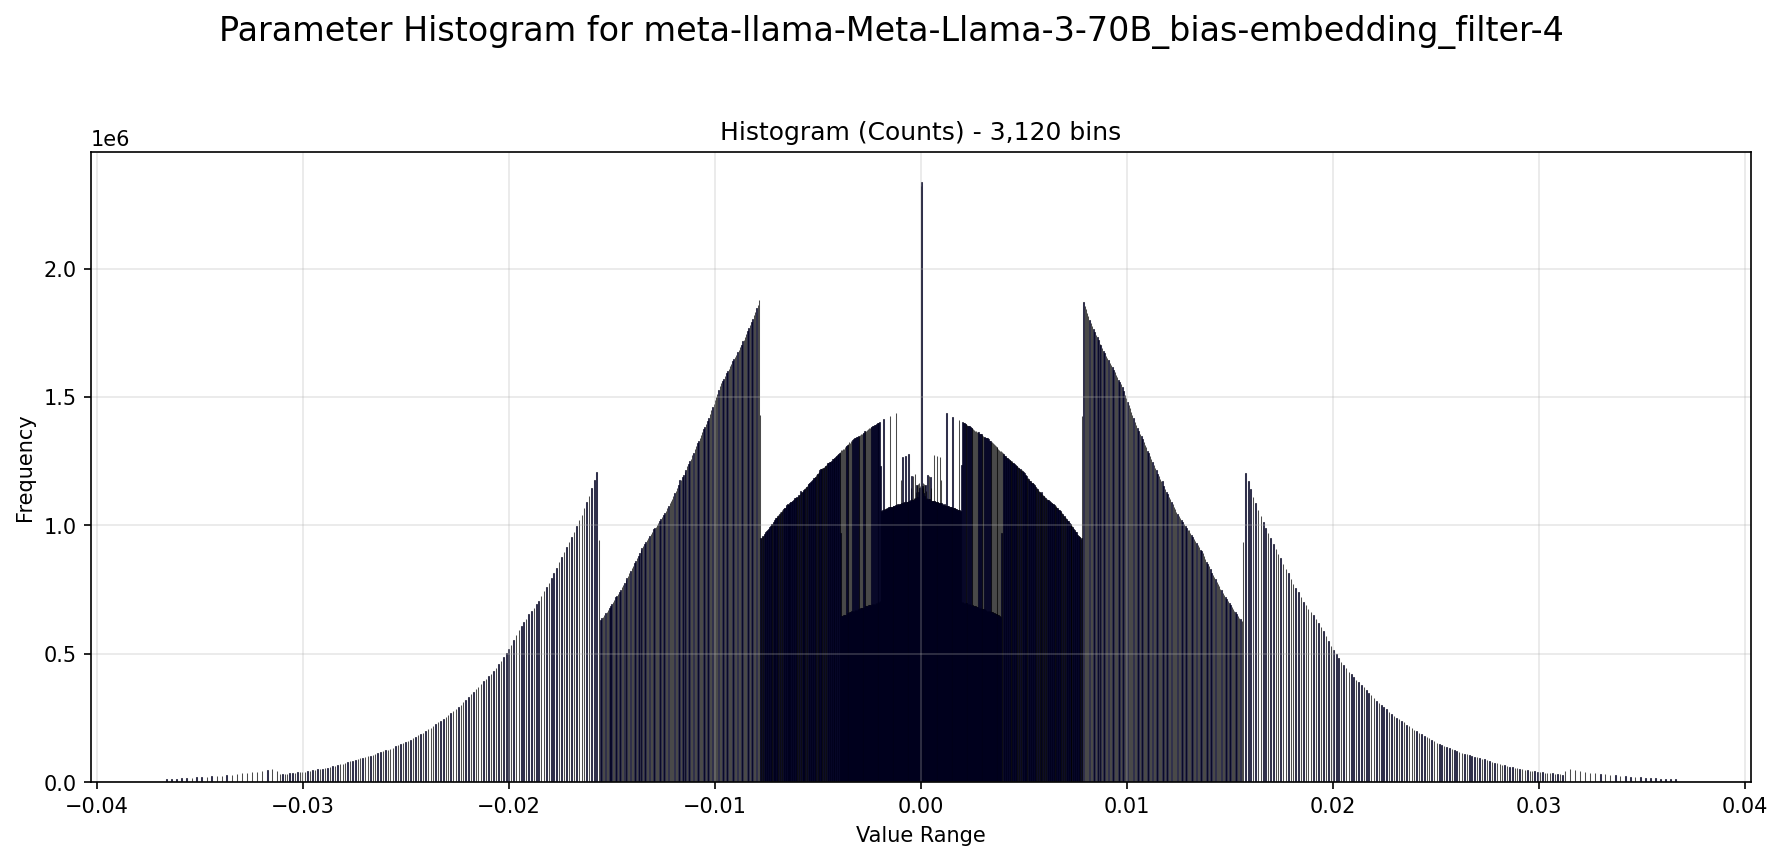 Parameter Histogram for meta-llama-Meta-Llama-3-70B_bias-embedding_filter-4
Histogram (Counts) - 3,120 bins
1e6
2.0
1.5
1.0
0.5
0.0
Frequency
−0.04 −0.03 −0.02 −0.01 0.00 0.01 0.02 0.03 0.04
Value Range